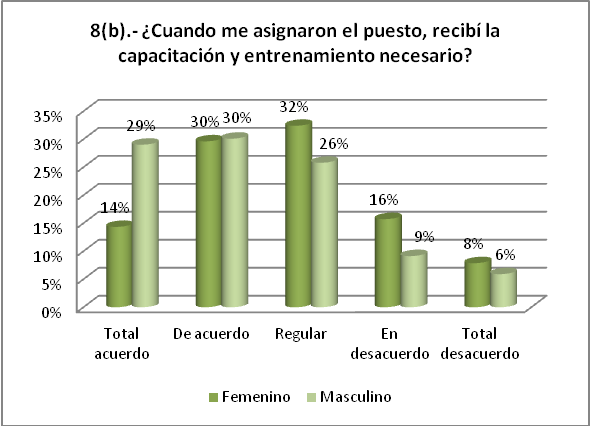 8(b).- ¿Cuando me asignaron el puesto, recibí la
capacitación y entrenamiento necesario?
35%
30%
25%
20%
15%
10%
5%
0%
14%
29%
30%
30%
32%
26%
16%
9%
8%
6%
Total
acuerdo
De acuerdo
Regular
En
desacuerdo
Total
desacuerdo
Femenino
Masculino